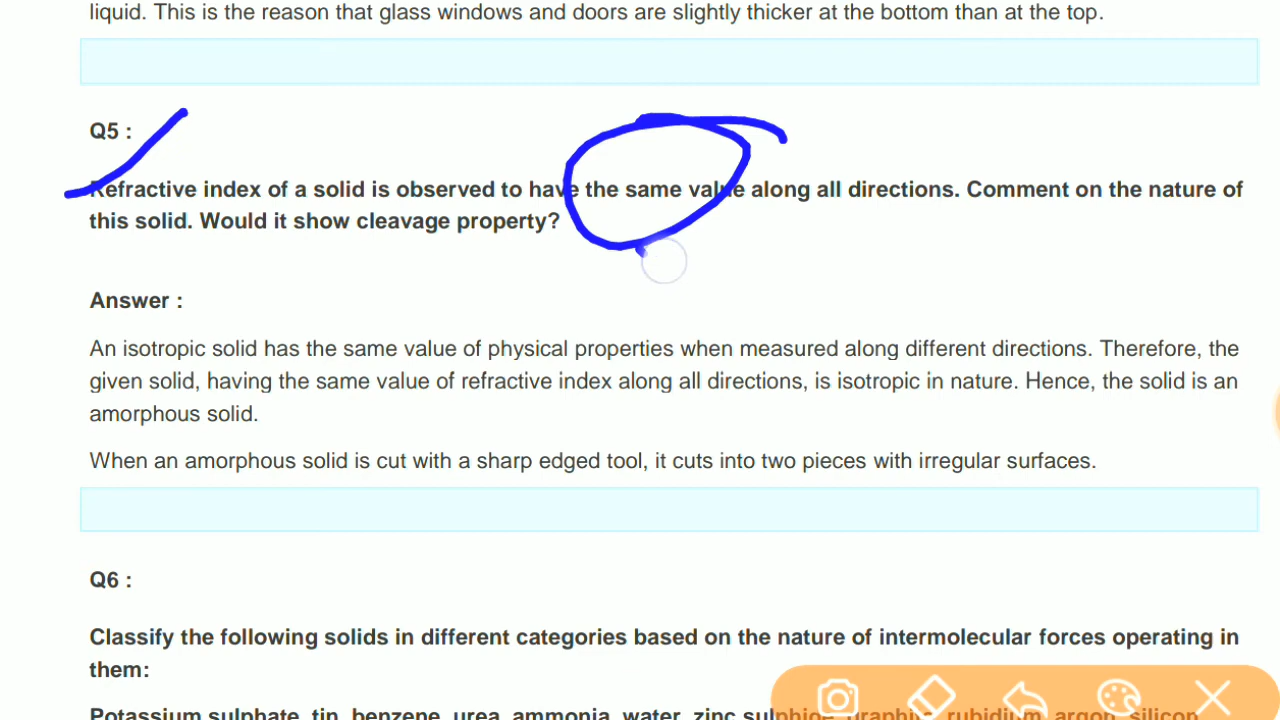 liquid. This is the reason that glass windows and doors are slightly thicker at the bottom than at the top.
Q5 :
Refractive index of a solid is observed to have the same value along all directions. Comment on the nature of
this solid. Would it show cleavage property?
Answer :
An isotropic solid has the same value of physical properties when measured along different directions. Therefore, the
given solid, having the same value of refractive index along all directions, is isotropic in nature. Hence, the solid is an
amorphous solid.
When an amorphous solid is cut with a sharp edged tool, it cuts into two pieces with irregular surfaces.
Q6 :
Classify the following solids in different categories based on the nature of intermolecular forces operating in
them:
Potassium sulphate, tin, benzene, urea, ammonia, water, zinc sulphide, graphite, rubidium, argon, silicon